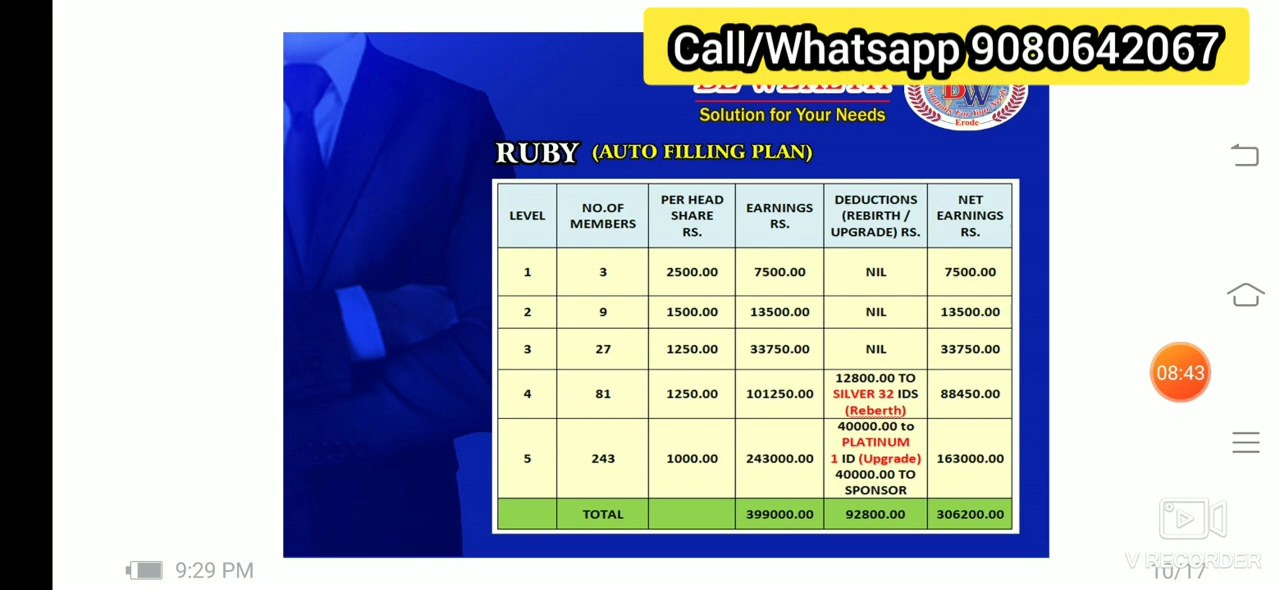 Call/Whatsapp 9080642067
Solution for Your Needs
Erode
RUBY (AUTO FILLING PLAN)
LEVEL NO.OF MEMBERS PER HEAD SHARE RS. EARNINGS RS. DEDUCTIONS (REBIRTH / UPGRADE) RS. NET EARNINGS RS.
1 3 2500.00 7500.00 NIL 7500.00
2 9 1500.00 13500.00 NIL 13500.00
3 27 1250.00 33750.00 NIL 33750.00
4 81 1250.00 101250.00 12800.00 TO SILVER 32 IDS (Reberth) 88450.00
5 243 1000.00 243000.00 40000.00 to PLATINUM 1 ID (Upgrade) 40000.00 TO SPONSOR 163000.00
TOTAL 399000.00 92800.00 306200.00
08:43
9:29 PM
V RECORDER
10/17